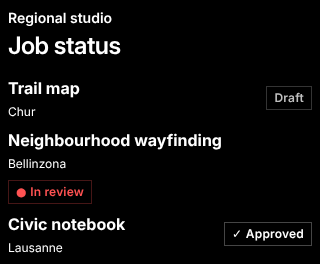 Regional studio
Job status
Trail map
Draft
Chur
Neighbourhood wayfinding
Bellinzona
● In review
Civic notebook
✓ Approved
Lausanne